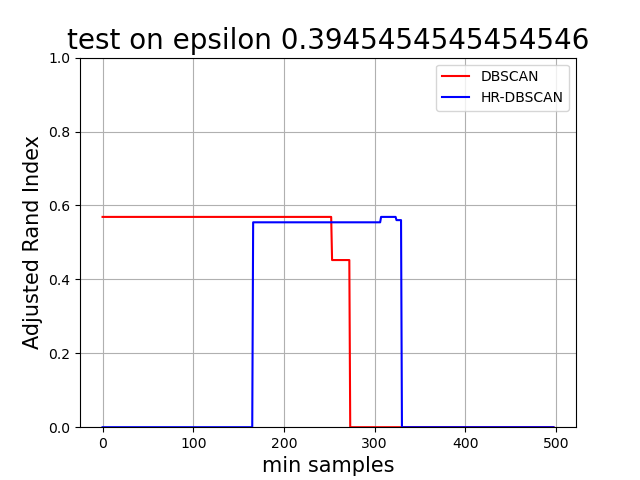 test on epsilon 0.3945454545454546
DBSCAN
HR-DBSCAN
Adjusted Rand Index
1.0
0.8
0.6
0.4
0.2
0.0
0 100 200 300 400 500
min samples